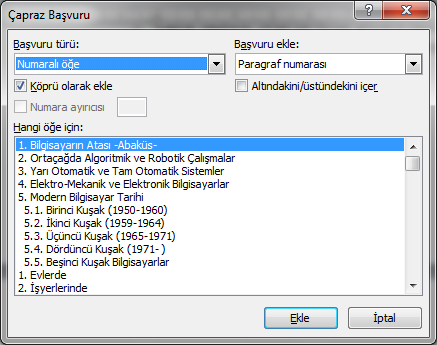 Çapraz Başvuru
Başvuru türü:
Başvuru ekle:
Numaralı öğe
Paragraf numarası
Köprü olarak ekle
Altındakini/üstündekini içer
Numara ayırıcısı
Hangi öğe için:
1. Bilgisayarın Atası -Abaküs-
2. Ortaçağda Algoritmik ve Robotik Çalışmalar
3. Yarı Otomatik ve Tam Otomatik Sistemler
4. Elektro-Mekanik ve Elektronik Bilgisayarlar
5. Modern Bilgisayar Tarihi
5.1. Birinci Kuşak (1950-1960)
5.2. İkinci Kuşak (1959-1964)
5.3. Üçüncü Kuşak (1965-1971)
5.4. Dördüncü Kuşak (1971- )
5.5. Beşinci Kuşak Bilgisayarlar
1. Evlerde
2. İşyerlerinde
Ekle
İptal